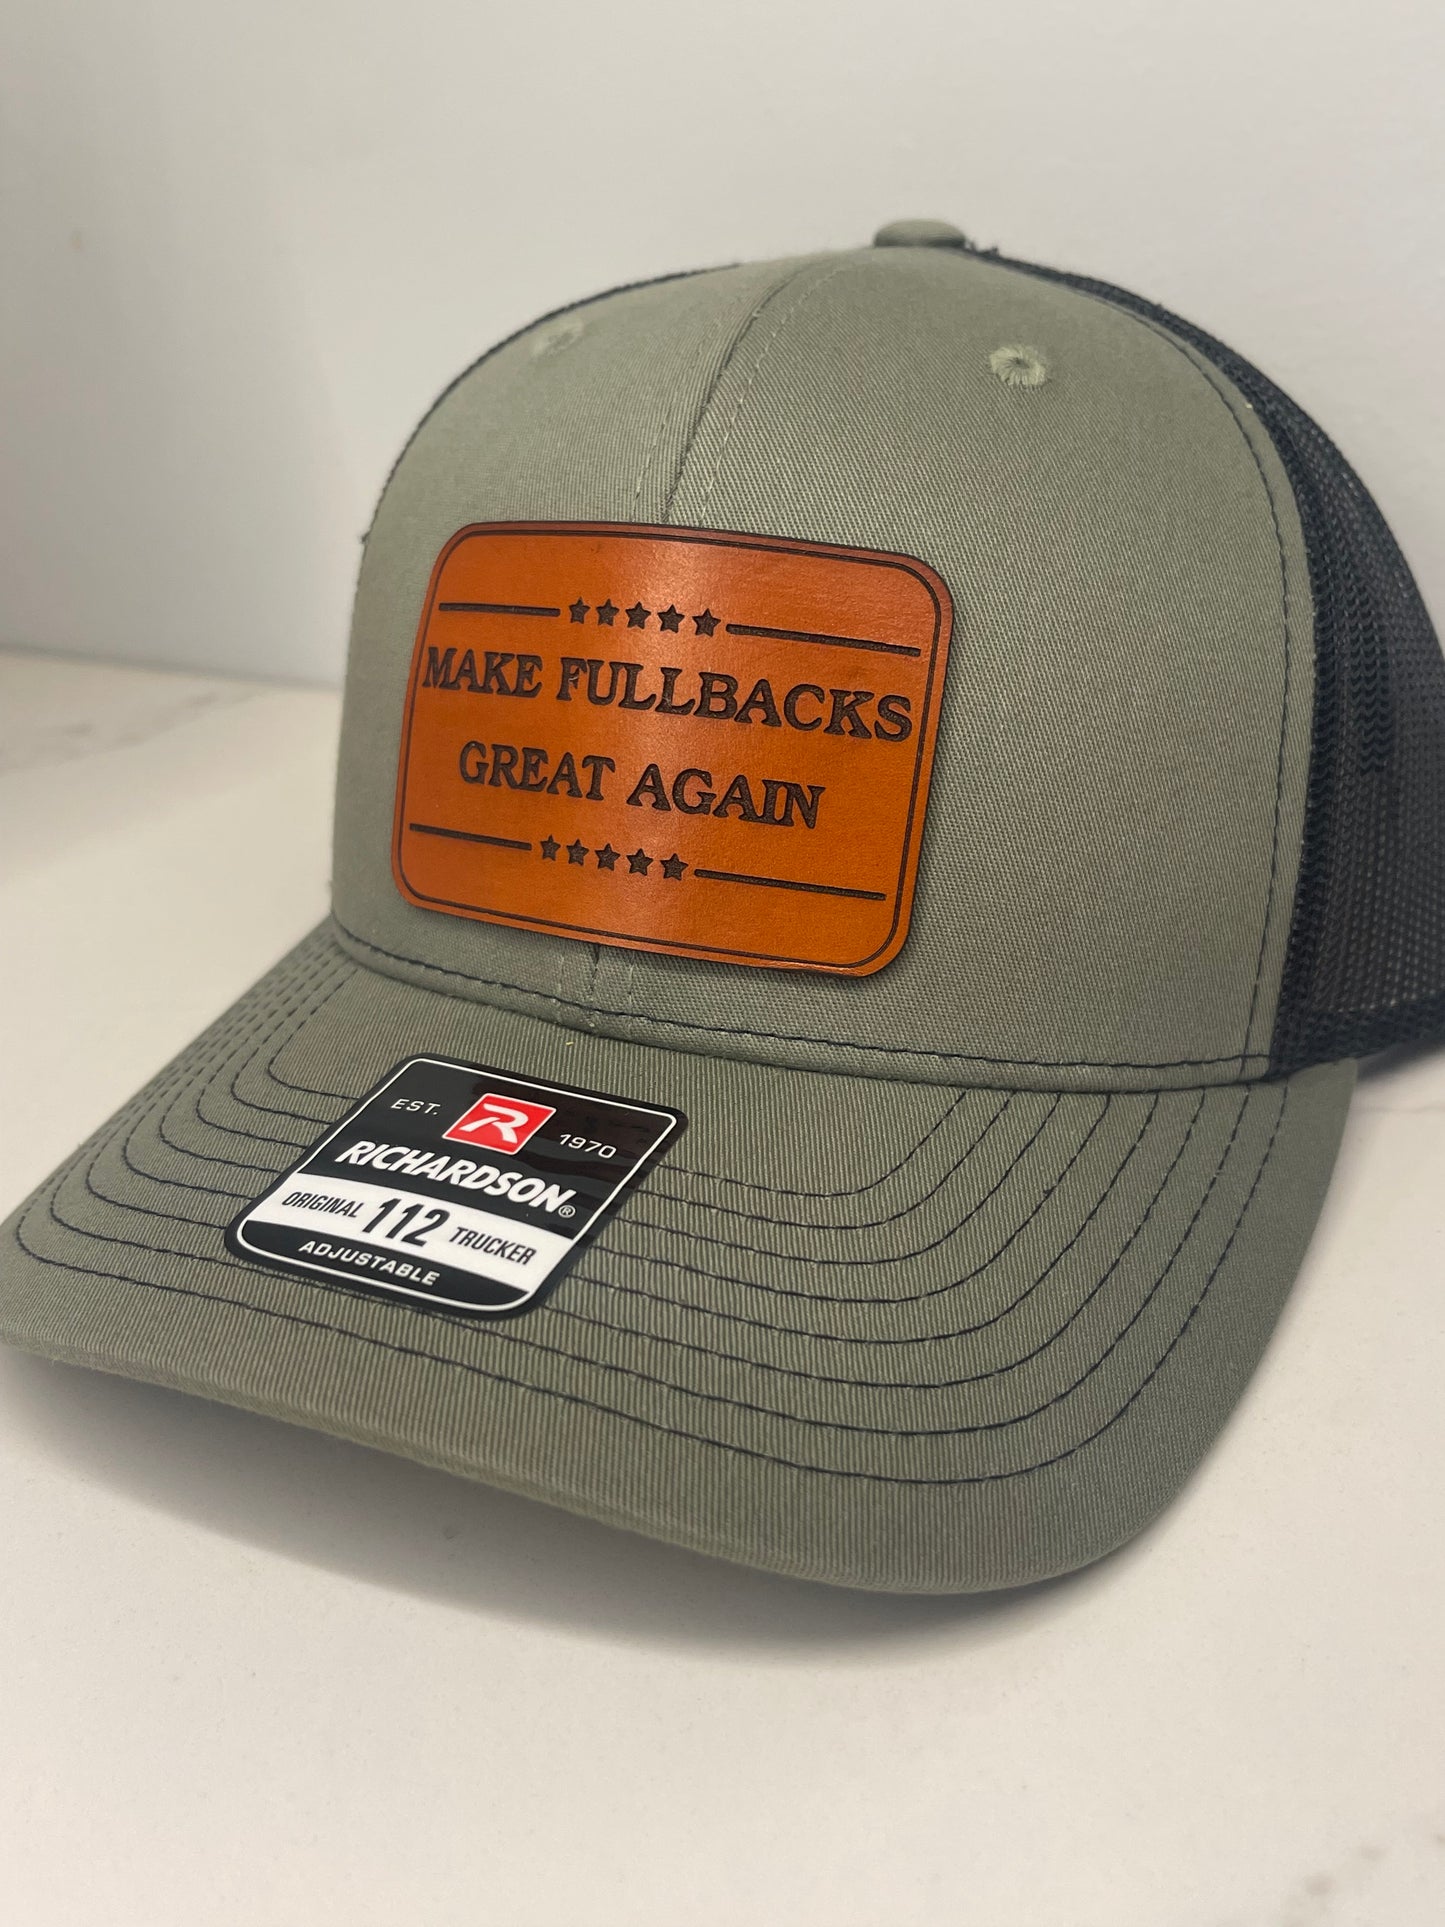 MAKE FULLBACKS
GREAT AGAIN
EST. R 1970
RICHARDSON®
ORIGINAL 112 TRUCKER
ADJUSTABLE